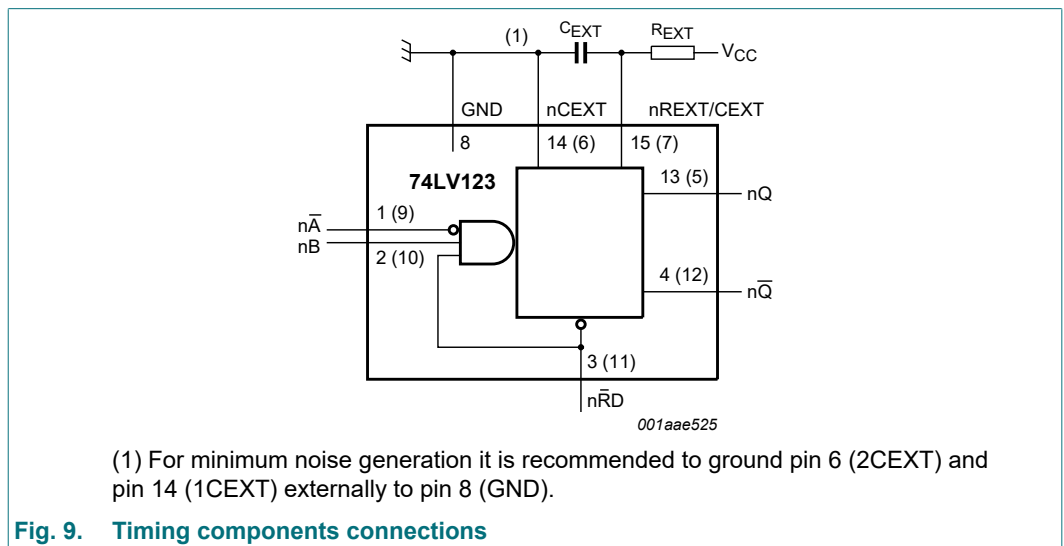 (1) CEXT REXT VCC
GND nCEXT nREXT/CEXT
8 14 (6) 15 (7)
74LV123 13 (5) nQ
nA̅ 1 (9)
nB 2 (10)
4 (12) nQ̅
3 (11)
nR̅D
001aae525
(1) For minimum noise generation it is recommended to ground pin 6 (2CEXT) and
pin 14 (1CEXT) externally to pin 8 (GND).
Fig. 9. Timing components connections